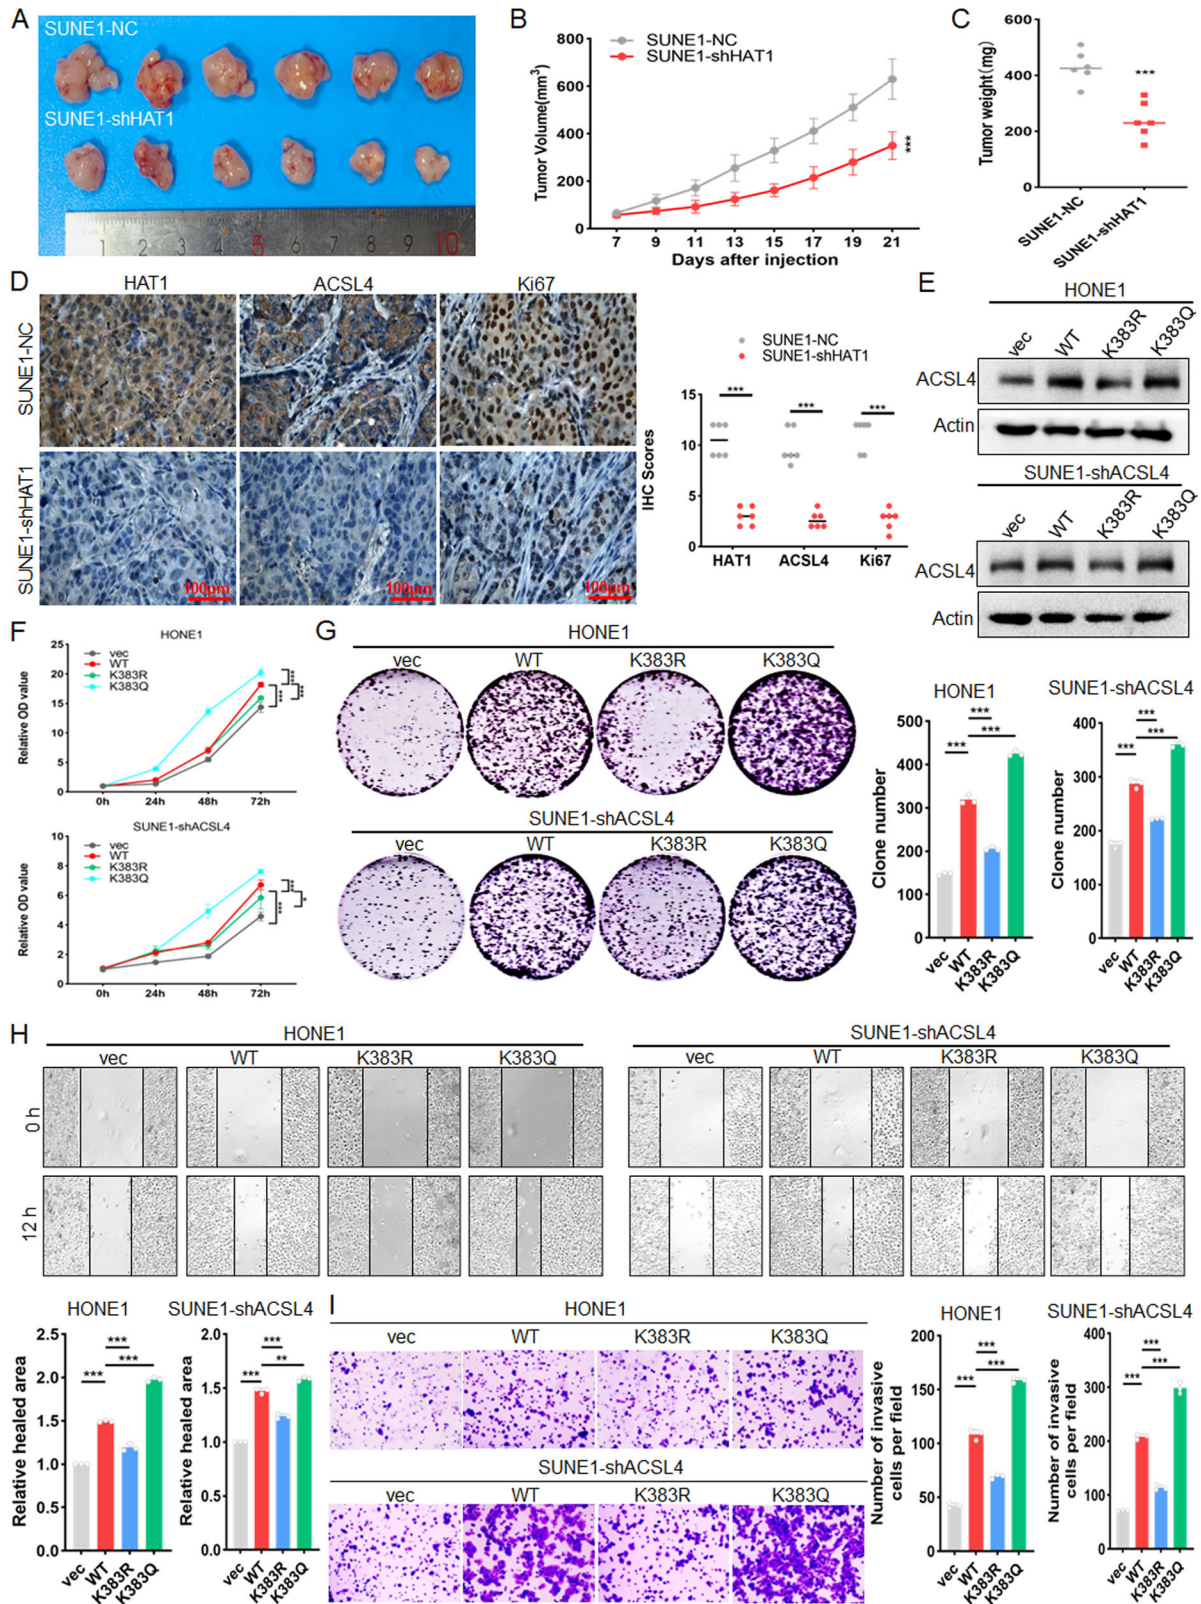 A
SUNE1-NC
SUNE1-shHAT1
1 2 3 4 5 6 7 8 9 10
B
SUNE1-NC
SUNE1-shHAT1
Tumor Volume(mm³)
800
600
400
200
0
7 9 11 13 15 17 19 21
Days after injection
***
C
Tumor weight(mg)
600
400
200
0
***
SUNE1-NC
SUNE1-shHAT1
D
HAT1 ACSL4 Ki67
SUNE1-NC
SUNE1-shHAT1
100μm 100μm 100μm
SUNE1-NC
SUNE1-shHAT1
IHC Scores
15
10
5
0
*** *** ***
HAT1 ACSL4 Ki67
E
HONE1
vec WT K383R K383Q
ACSL4
Actin
SUNE1-shACSL4
vec WT K383R K383Q
ACSL4
Actin
F
HONE1
vec
WT
K383R
K383Q
Relative OD value
25
20
15
10
5
0
0h 24h 48h 72h
*** *** ***
SUNE1-shACSL4
vec
WT
K383R
K383Q
Relative OD value
10
8
6
4
2
0
0h 24h 48h 72h
*** *** *
G
HONE1
vec WT K383R K383Q
SUNE1-shACSL4
vec WT K383R K383Q
HONE1
Clone number
500
400
300
200
100
0
***
***
***
vec WT K383R K383Q
SUNE1-shACSL4
Clone number
400
300
200
100
0
***
***
***
vec WT K383R K383Q
H
HONE1
vec WT K383R K383Q
SUNE1-shACSL4
vec WT K383R K383Q
0 h
12 h
HONE1
Relative healed area
2.5
2.0
1.5
1.0
0.5
0.0
***
***
***
vec WT K383R K383Q
SUNE1-shACSL4
Relative healed area
2.0
1.5
1.0
0.5
0.0
***
**
***
vec WT K383R K383Q
I
HONE1
vec WT K383R K383Q
SUNE1-shACSL4
vec WT K383R K383Q
HONE1
Number of invasive
cells per field
200
150
100
50
0
***
***
***
vec WT K383R K383Q
SUNE1-shACSL4
Number of invasive
cells per field
400
300
200
100
0
***
***
***
vec WT K383R K383Q